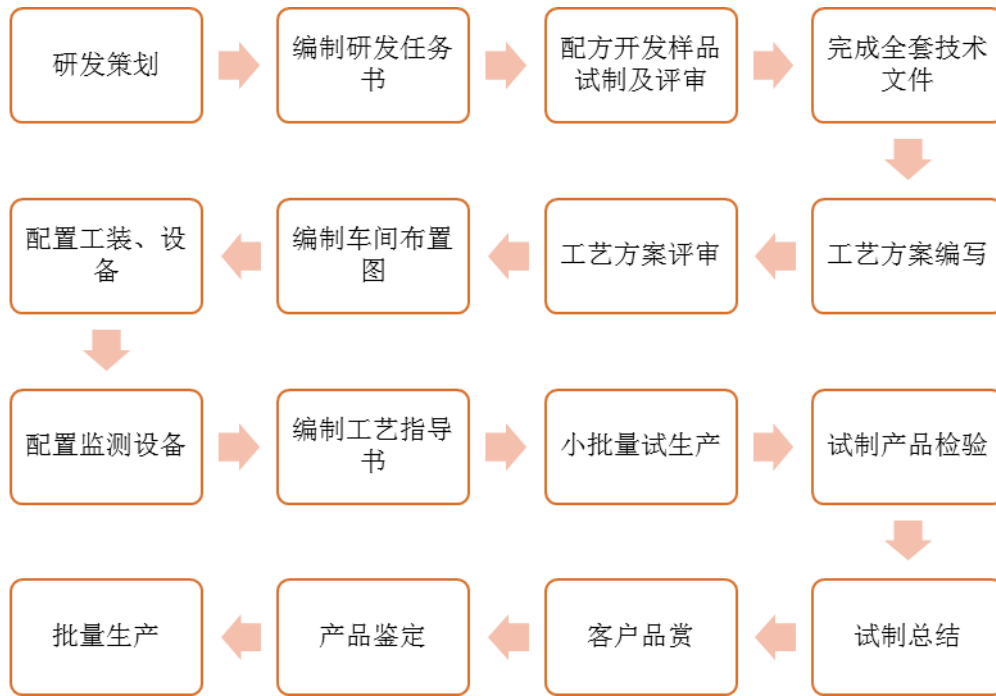 研发策划
编制研发任务
书
配方开发样品
试制及评审
完成全套技术
文件
配置工装、设
备
编制车间布置
图
工艺方案评审
工艺方案编写
配置监测设备
编制工艺指导
书
小批量试生产
试制产品检验
批量生产
产品鉴定
客户品赏
试制总结